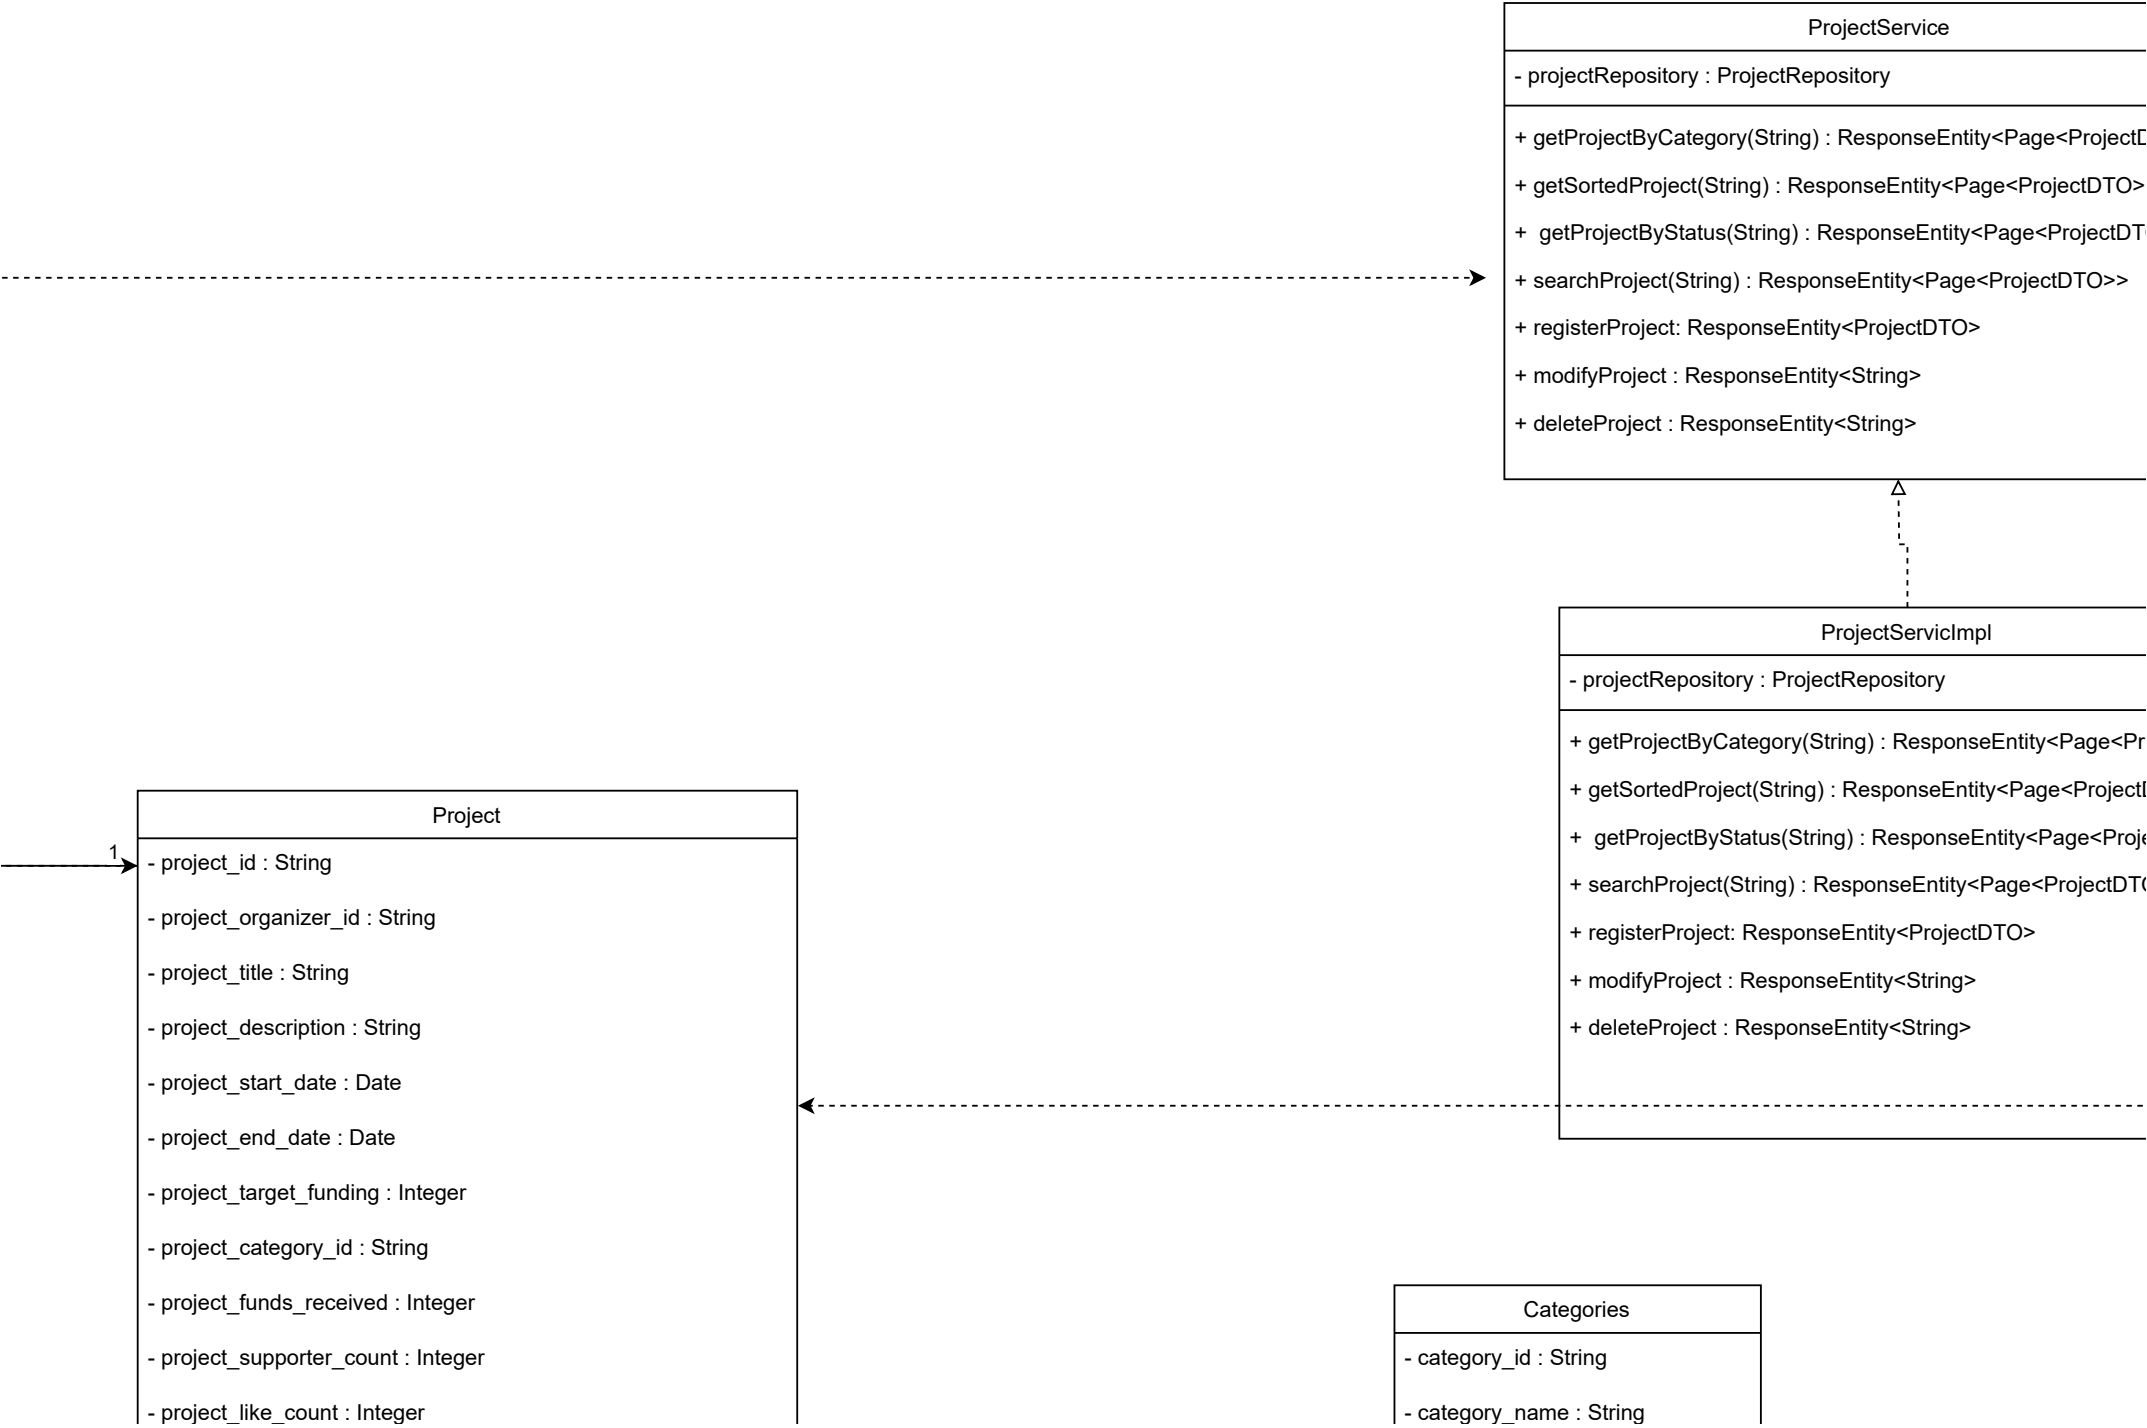 ProjectService
- projectRepository : ProjectRepository
+ getProjectByCategory(String) : ResponseEntity<Page<Project
+ getSortedProject(String) : ResponseEntity<Page<ProjectDTO>
+  getProjectByStatus(String) : ResponseEntity<Page<ProjectDT
+ searchProject(String) : ResponseEntity<Page<ProjectDTO>>
+ registerProject: ResponseEntity<ProjectDTO>
+ modifyProject : ResponseEntity<String>
+ deleteProject : ResponseEntity<String>
ProjectServicImpl
- projectRepository : ProjectRepository
+ getProjectByCategory(String) : ResponseEntity<Page<Pr
+ getSortedProject(String) : ResponseEntity<Page<Project
+  getProjectByStatus(String) : ResponseEntity<Page<Proje
+ searchProject(String) : ResponseEntity<Page<ProjectDT
+ registerProject: ResponseEntity<ProjectDTO>
+ modifyProject : ResponseEntity<String>
+ deleteProject : ResponseEntity<String>
1
Project
- project_id : String
- project_organizer_id : String
- project_title : String
- project_description : String
- project_start_date : Date
- project_end_date : Date
- project_target_funding : Integer
- project_category_id : String
- project_funds_received : Integer
- project_supporter_count : Integer
- project_like_count : Integer
Categories
- category_id : String
- category_name : String